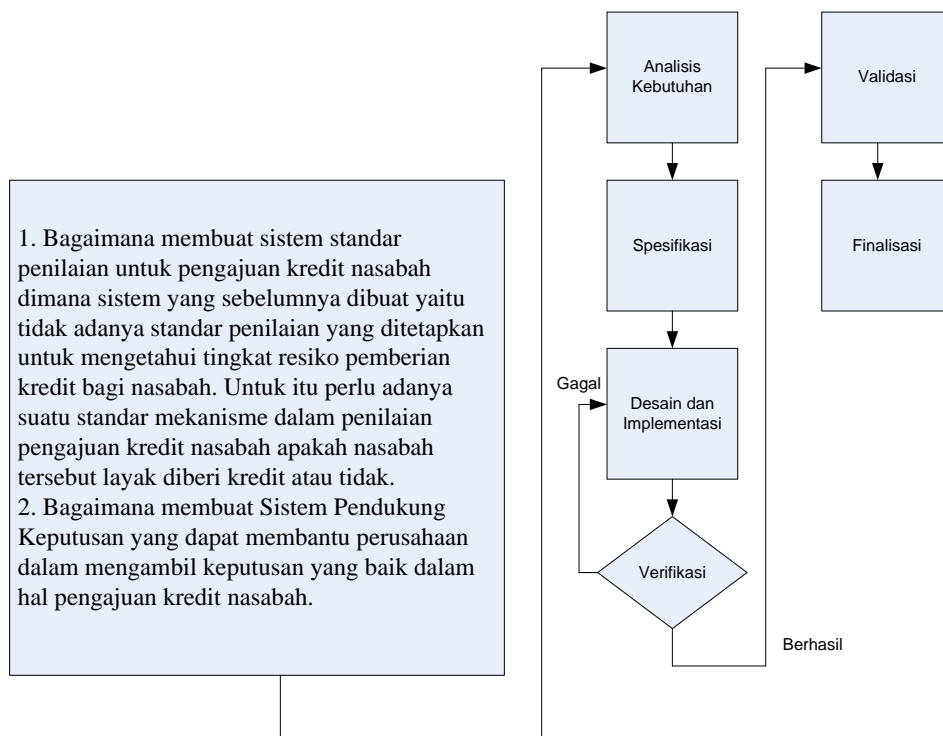 1. Bagaimana membuat sistem standar
penilaian untuk pengajuan kredit nasabah
dimana sistem yang sebelumnya dibuat yaitu
tidak adanya standar penilaian yang ditetapkan
untuk mengetahui tingkat resiko pemberian
kredit bagi nasabah. Untuk itu perlu adanya
suatu standar mekanisme dalam penilaian
pengajuan kredit nasabah apakah nasabah
tersebut layak diberi kredit atau tidak.
2. Bagaimana membuat Sistem Pendukung
Keputusan yang dapat membantu perusahaan
dalam mengambil keputusan yang baik dalam
hal pengajuan kredit nasabah.
Analisis
Kebutuhan
Spesifikasi
Gagal
Desain dan
Implementasi
Verifikasi
Berhasil
Validasi
Finalisasi